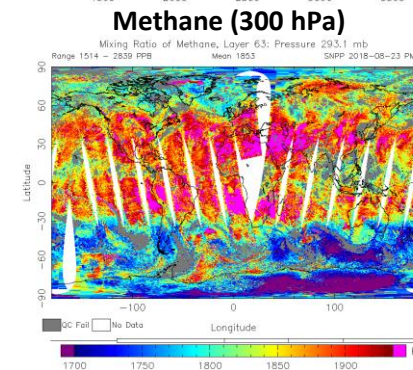 Methane (300 hPa)
Mixing Ratio of Methane, Layer 63: Pressure 293.1 mb
Range 1514 - 2839 PPB Mean 1853 SNPP 2018-08-23 PM
90
60
30
0
-30
-60
-90
Latitude
-100 0 100
QC Fail No Data Longitude
1700 1750 1800 1850 1900